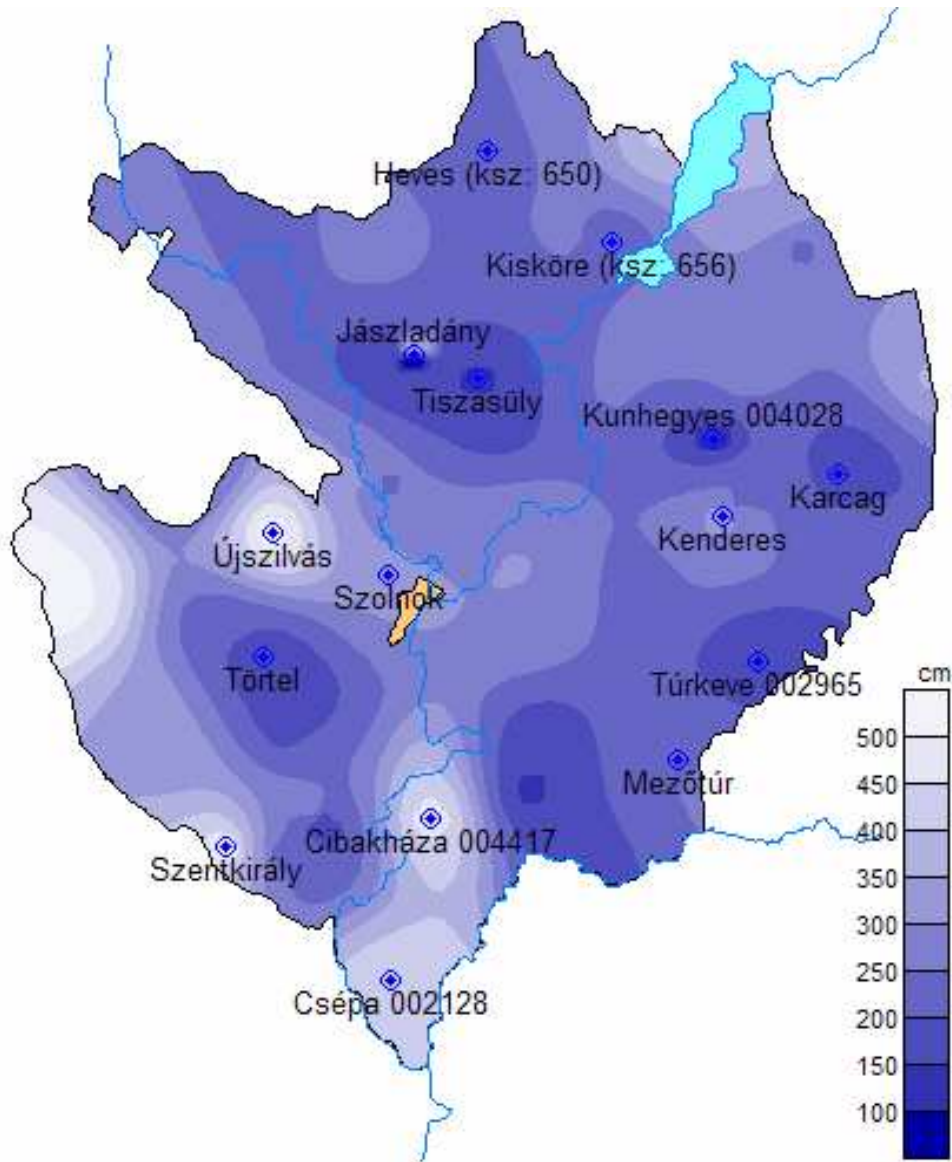 Heves (ksz: 650)
Kisköre (ksz: 656)
Jászladány
Tiszasüly
Kunhegyes 004028
Karcag
Kenderes
Újszilvás
Szolnok
Törtel
Túrkeve 002965
cm
500
Mezőtúr
450
Cibakháza 004417
400
Szentkirály
350
300
250
Csépa 002128
200
150
100